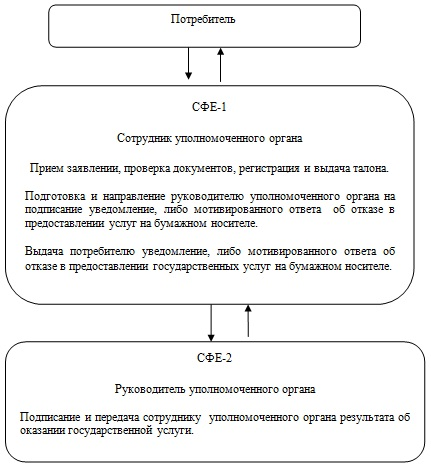 Потребитель
СФЕ-1
Сотрудник уполномоченного органа
Прием заявлении, проверка документов, регистрация и выдача талона.
Подготовка и направление руководителю уполномоченного органа на
подписание уведомление, либо мотивированного ответа об отказе в
предоставлении услуг на бумажном носителе.
Выдача потребителю уведомление, либо мотивированного ответа об
отказе в предоставлении государственных услуг на бумажном носителе.
СФЕ-2
Руководитель уполномоченного органа
Подписание и передача сотруднику уполномоченного органа результата об
оказании государственной услуги.